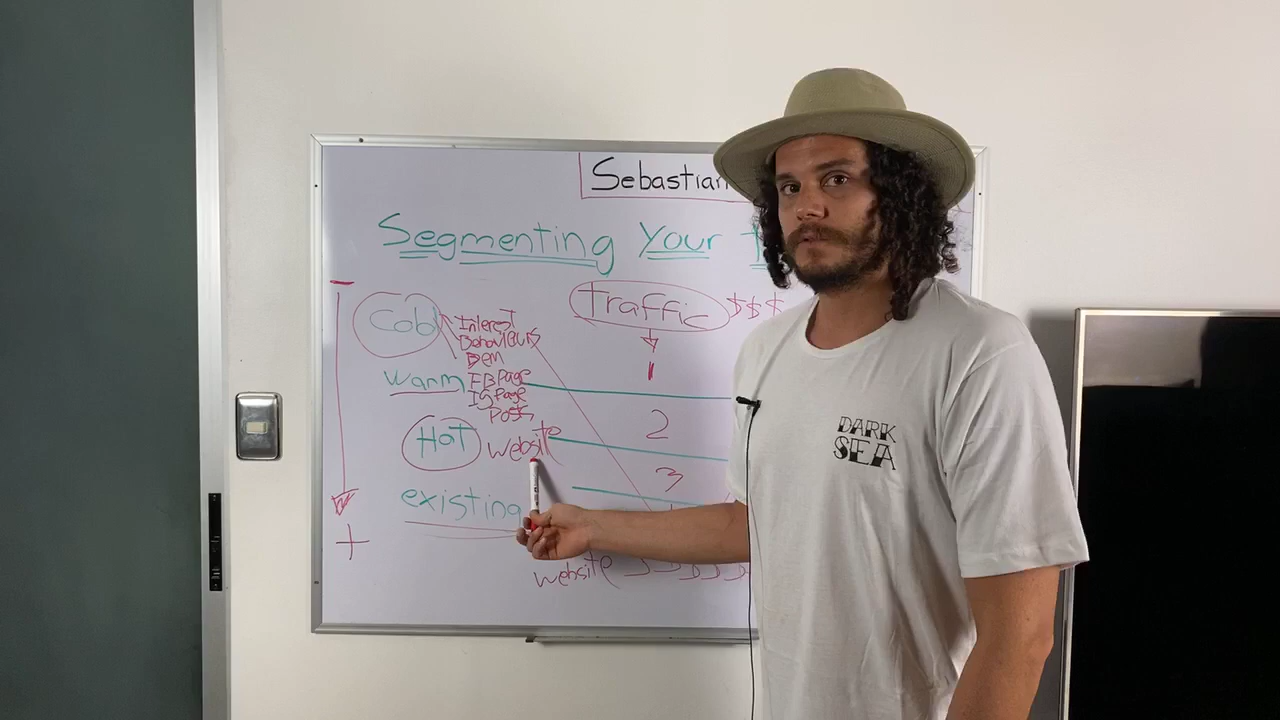 Sebastian
Segmenting Your
Cold
Interest
Behaviours
Dem
Traffic $$$
1
Warm
FB Page
IG Page
Posts
2
Hot
Website
3
existing
website
DARK
SEA